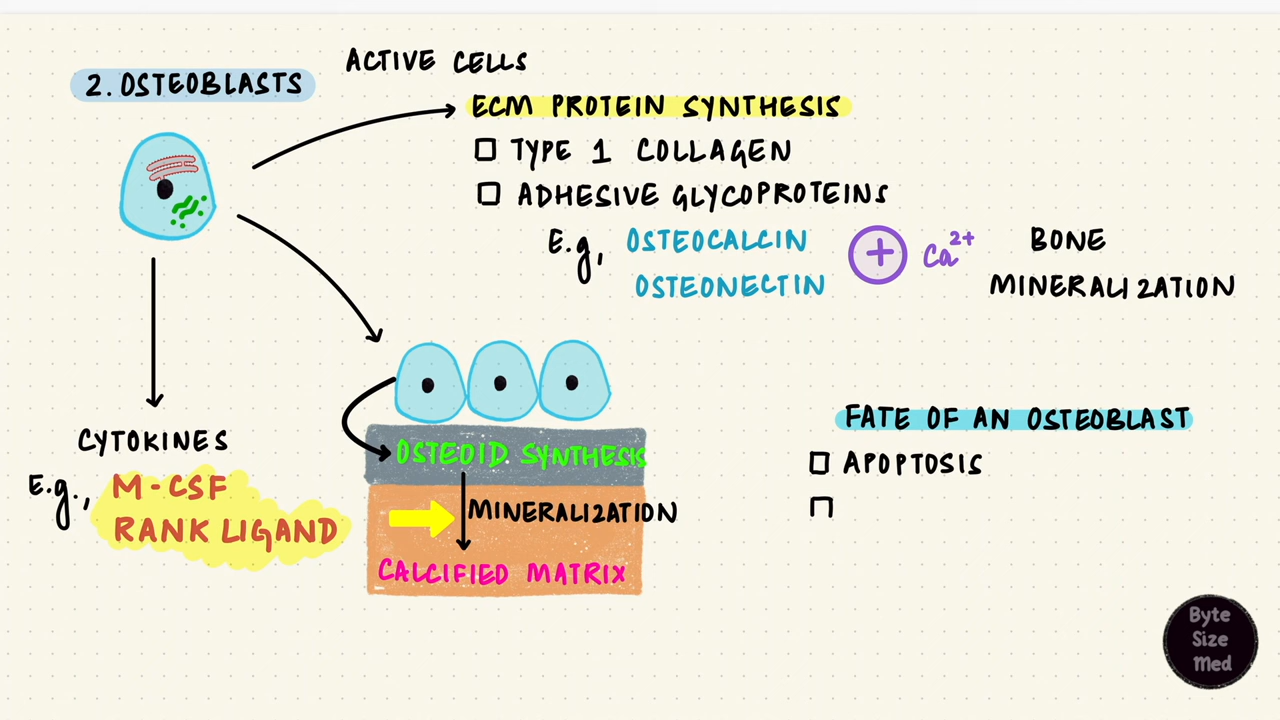 2. OSTEOBLASTS
ACTIVE CELLS
ECM PROTEIN SYNTHESIS
TYPE 1 COLLAGEN
ADHESIVE GLYCOPROTEINS
E.g, OSTEOCALCIN
OSTEONECTIN
+ Ca2+
BONE
MINERALIZATION
CYTOKINES
E.g., M-CSF
RANK LIGAND
OSTEOID SYNTHESIS
MINERALIZATION
CALCIFIED MATRIX
FATE OF AN OSTEOBLAST
APOPTOSIS
Byte
Size
Med